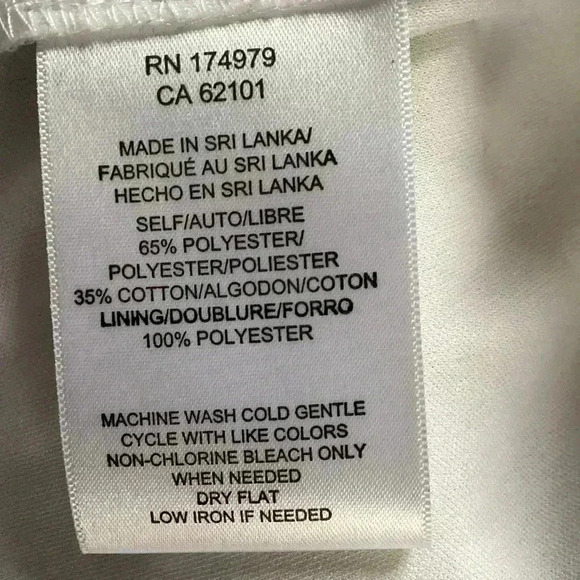 RN 174979
CA 62101
MADE IN SRI LANKA/
FABRIQUÉ AU SRI LANKA
HECHO EN SRI LANKA
SELF/AUTO/LIBRE
65% POLYESTER/
POLYESTER/POLIESTER
35% COTTON/ALGODON/COTON
LINING/DOUBLURE/FORRO
100% POLYESTER
MACHINE WASH COLD GENTLE
CYCLE WITH LIKE COLORS
NON-CHLORINE BLEACH ONLY
WHEN NEEDED
DRY FLAT
LOW IRON IF NEEDED